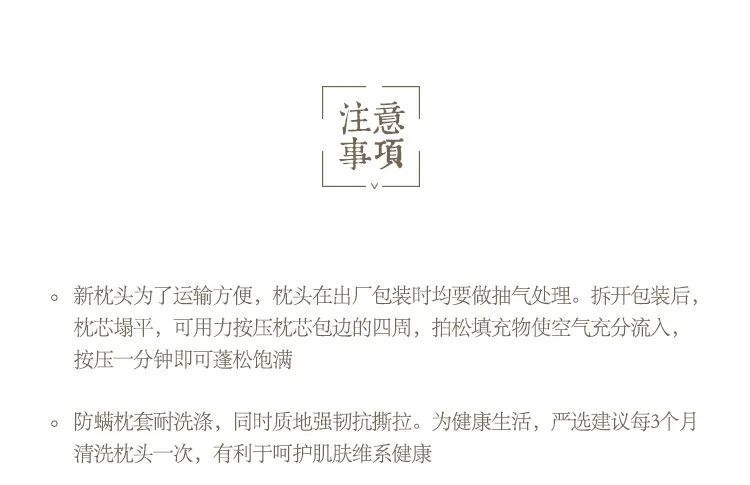 注意
事項
新枕头为了运输方便，枕头在出厂包装时均要做抽气处理。拆开包装后，
枕芯塌平，可用力按压枕芯包边的四周，拍松填充物使空气充分流入，
按压一分钟即可蓬松饱满
防螨枕套耐洗涤，同时质地强韧抗撕拉。为健康生活，严选建议每3个月
清洗枕头一次，有利于呵护肌肤维系健康